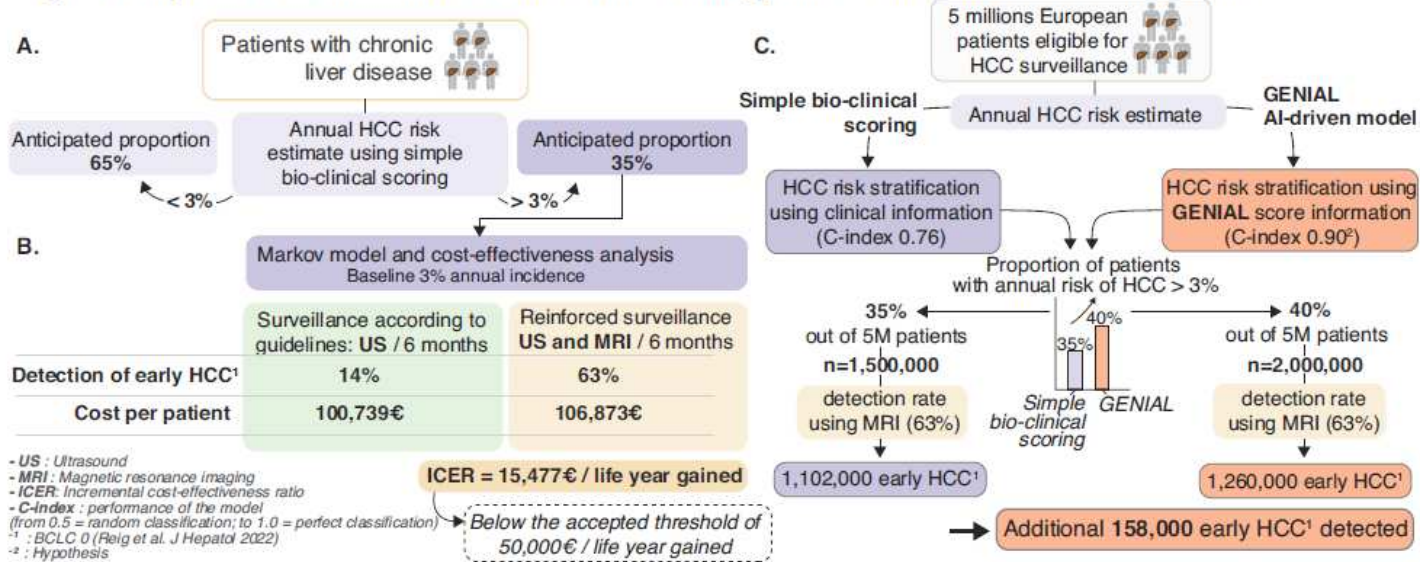 A.
Patients with chronic
liver disease
Anticipated proportion
65%
Annual HCC risk
estimate using simple
bio-clinical scoring
Anticipated proportion
35%
< 3%
> 3%
B.
Markov model and cost-effectiveness analysis
Baseline 3% annual incidence
Surveillance according to
guidelines: US / 6 months
Reinforced surveillance
US and MRI / 6 months
Detection of early HCC¹
14%
63%
Cost per patient
100,739€
106,873€
- US : Ultrasound
- MRI : Magnetic resonance imaging
- ICER: Incremental cost-effectiveness ratio
- C-index : performance of the model
(from 0.5 = random classification; to 1.0 = perfect classification)
-¹ : BCLC 0 (Reig et al. J Hepatol 2022)
-² : Hypothesis
ICER = 15,477€ / life year gained
Below the accepted threshold of
50,000€ / life year gained
C.
5 millions European
patients eligible for
HCC surveillance
Simple bio-clinical
scoring
Annual HCC risk estimate
GENIAL
AI-driven model
HCC risk stratification
using clinical information
(C-index 0.76)
HCC risk stratification using
GENIAL score information
(C-index 0.90²)
Proportion of patients
with annual risk of HCC > 3%
35%
out of 5M patients
n=1,500,000
detection rate
using MRI (63%)
1,102,000 early HCC¹
35%
40%
Simple
bio-clinical
scoring
GENIAL
40%
out of 5M patients
n=2,000,000
detection rate
using MRI (63%)
1,260,000 early HCC¹
Additional 158,000 early HCC¹ detected